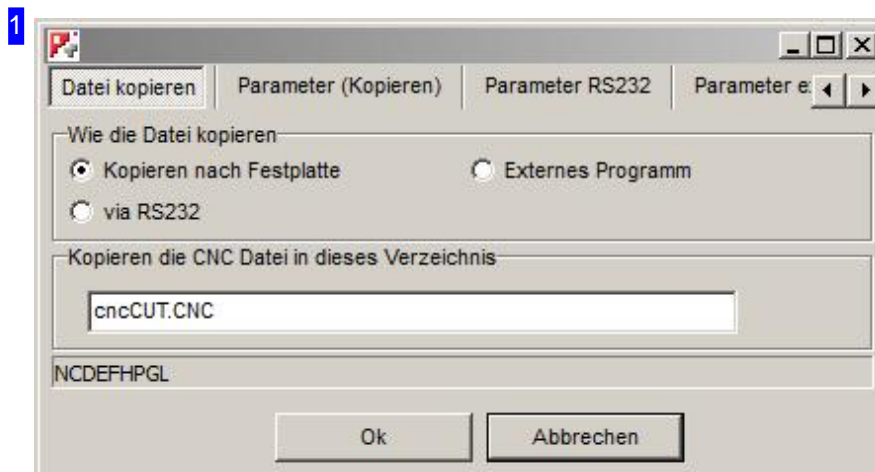 1
Datei kopieren Parameter (Kopieren) Parameter RS232 Parameter e
Wie die Datei kopieren
Kopieren nach Festplatte Externes Programm
via RS232
Kopieren die CNC Datei in dieses Verzeichnis
cncCUT.CNC
NCDEFHPGL
Ok Abbrechen